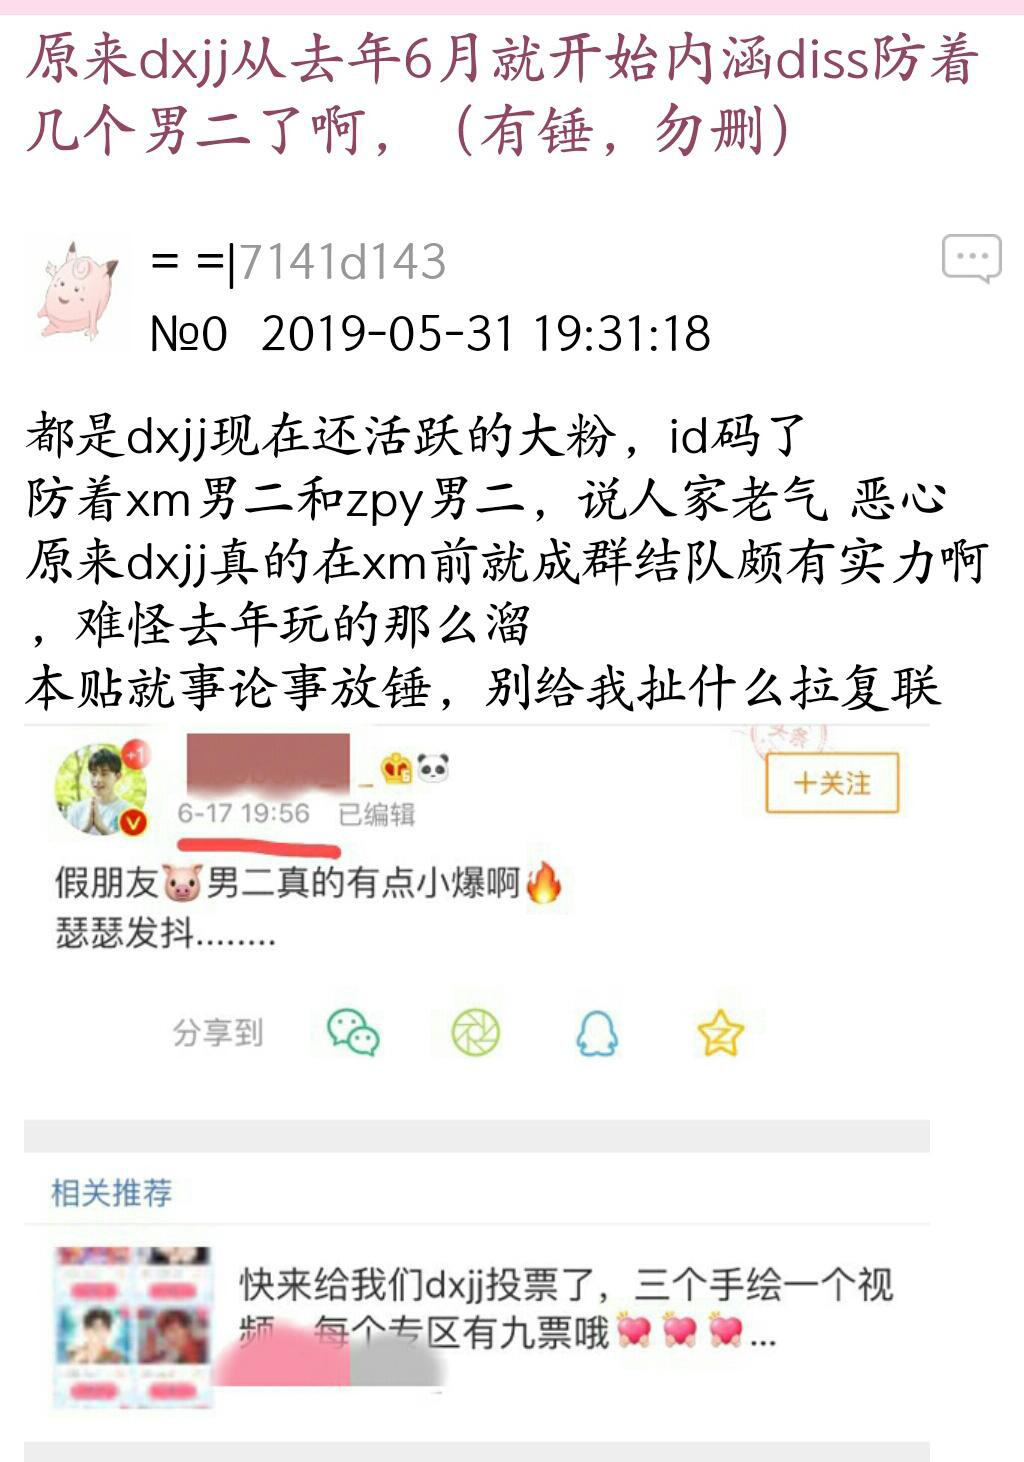 原来dxjj从去年6月就开始内涵diss防着
几个男二了啊，（有锤，勿删）
= =|7141d143
№0 2019-05-31 19:31:18
都是dxjj现在还活跃的大粉，id码了
防着xm男二和zpy男二，说人家老气 恶心
原来dxjj真的在xm前就成群结队颇有实力啊
，难怪去年玩的那么溜
本贴就事论事放锤，别给我扯什么拉复联
+1
头条
6-17 19:56 已编辑
+关注
假朋友🐷男二真的有点小爆啊🔥
瑟瑟发抖........
分享到
相关推荐
快来给我们dxjj投票了，三个手绘一个视
频，每个专区有九票哦💓💓💓...